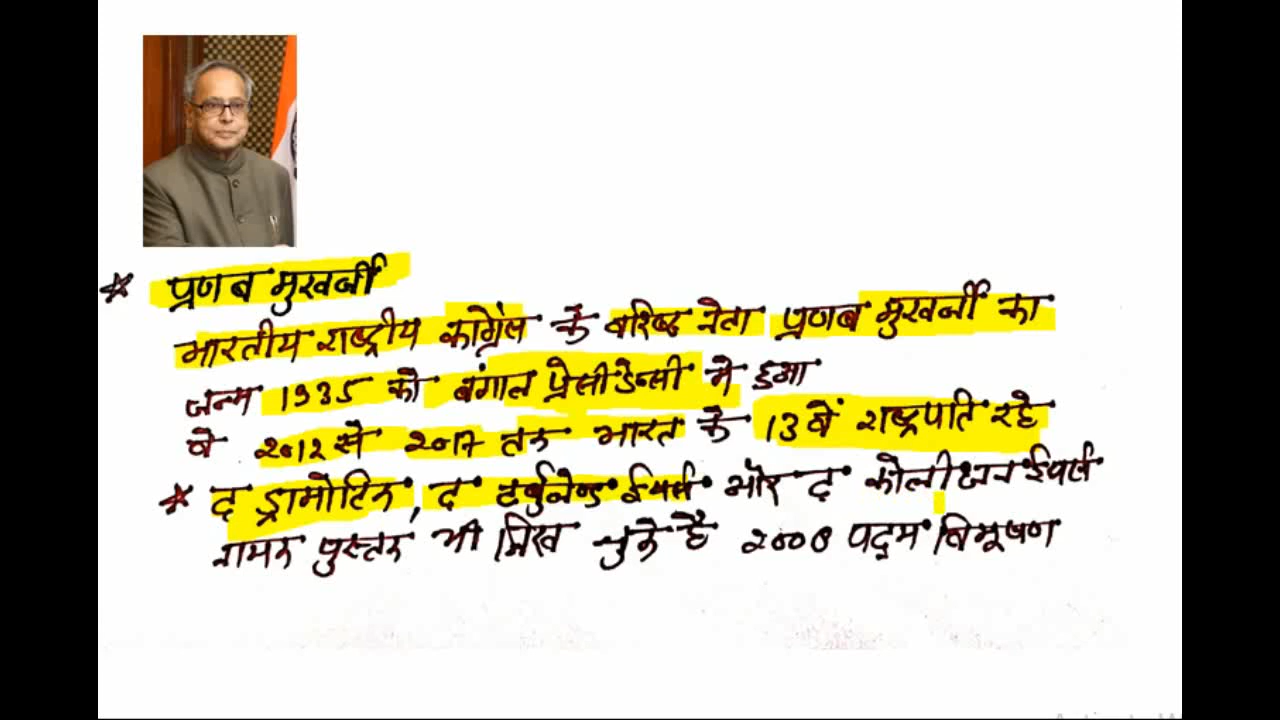 * प्रणब मुखर्जी
भारतीय राष्ट्रीय कांग्रेस के वरिष्ठ नेता प्रणब मुखर्जी का
जन्म 1935 को बंगाल प्रेसीडेन्सी मे हुआ
वे 2012 से 2017 तक भारत के 13 वें राष्ट्रपति रहे
* द ड्रामेटिक, द टर्बुलेन्ड ईयर्स और द कोलीशन ईयर्स
नामक पुस्तक भी लिख चुके है 2008 पद्म विभूषण